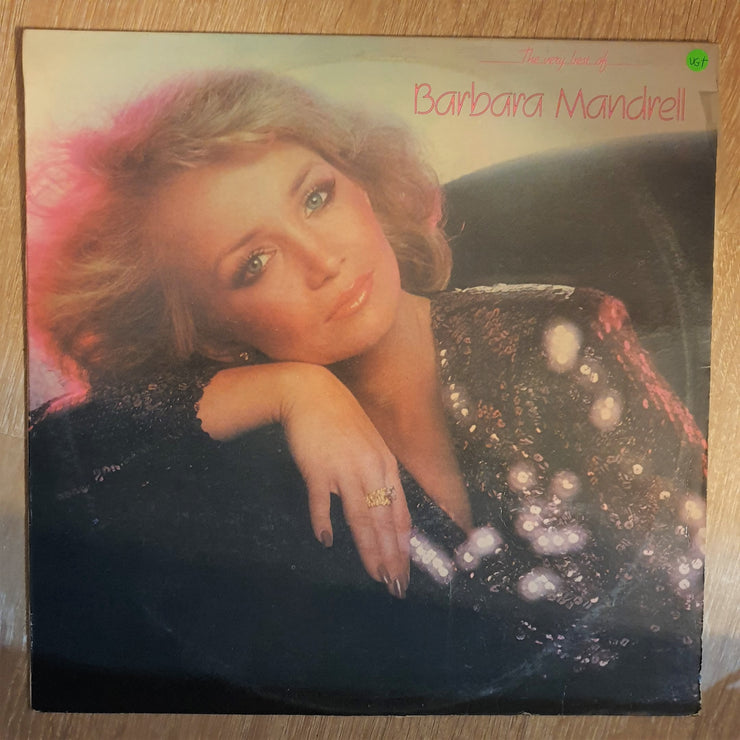 The very best of
Barbara Mandrell
VG+